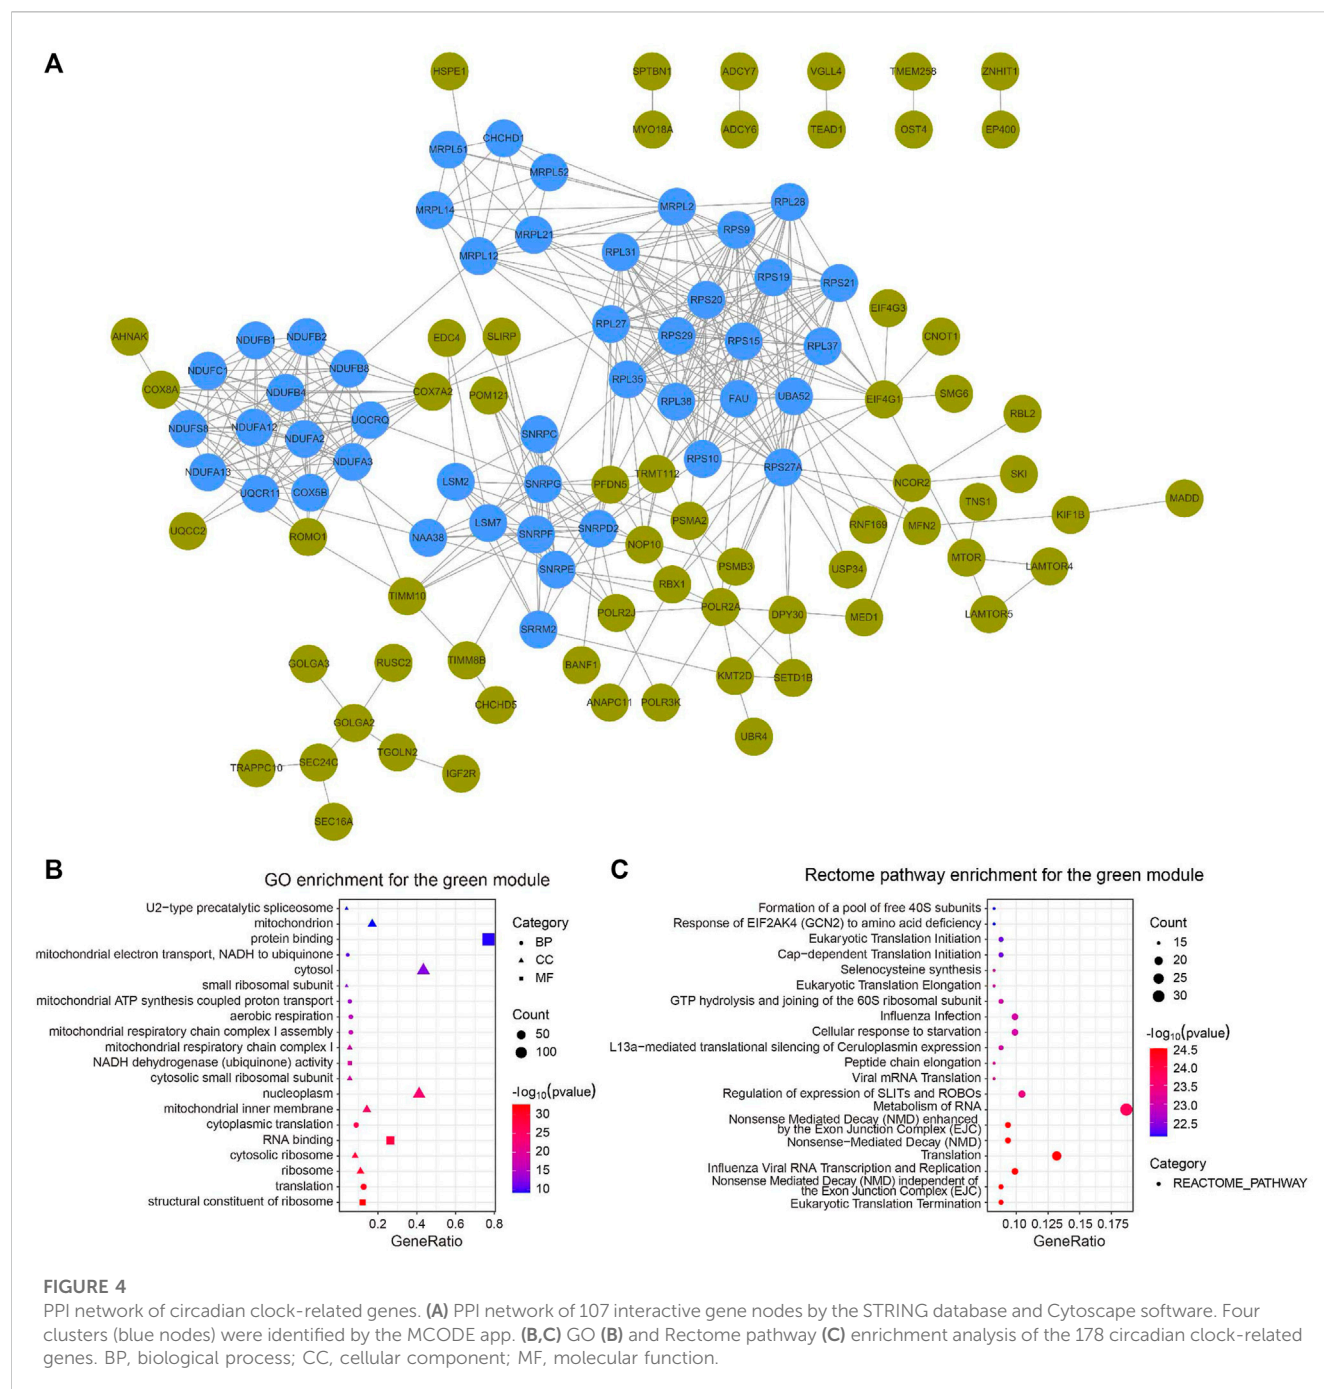 A
HSPE1
SPTBN1
ADCY7
VGLL4
TMEM258
ZNHIT1
MYO18A
ADCY6
TEAD1
OST4
EP400
CHCHD1
MRPL51
MRPL52
MRPL14
MRPL2
RPL28
MRPL21
RPS9
MRPL12
RPL31
RPS19
RPS21
RPS20
EIF4G3
RPL27
RPS29
RPS15
RPL37
CNOT1
AHNAK
NDUFB1
NDUFB2
EDC4
SLIRP
NDUFC1
NDUFB8
COX8A
NDUFB4
COX7A2
POM121
RPL35
RPL38
FAU
UBA52
EIF4G1
SMG6
RBL2
NDUFS8
NDUFA12
NDUFA2
UQCRQ
SNRPC
NDUFA13
NDUFA3
RPS10
RPS27A
TRMT112
UQCR11
COX5B
LSM2
SNRPG
PFDN5
NCOR2
SKI
TNS1
MADD
UQCC2
ROMO1
NAA38
LSM7
SNRPF
SNRPD2
PSMA2
RNF169
MFN2
KIF1B
NOP10
SNRPE
RBX1
PSMB3
USP34
MTOR
LAMTOR4
TIMM10
POLR2J
POLR2A
DPY30
MED1
LAMTOR5
SRRM2
GOLGA3
RUSC2
TIMM8B
BANF1
KMT2D
SETD1B
CHCHD5
ANAPC11
POLR3K
GOLGA2
UBR4
TRAPPC10
SEC24C
TGOLN2
IGF2R
SEC16A
B
GO enrichment for the green module
U2−type precatalytic spliceosome
mitochondrion
protein binding
mitochondrial electron transport, NADH to ubiquinone
cytosol
small ribosomal subunit
mitochondrial ATP synthesis coupled proton transport
aerobic respiration
mitochondrial respiratory chain complex I assembly
mitochondrial respiratory chain complex I
NADH dehydrogenase (ubiquinone) activity
cytosolic small ribosomal subunit
nucleoplasm
mitochondrial inner membrane
cytoplasmic translation
RNA binding
cytosolic ribosome
ribosome
translation
structural constituent of ribosome
0.2 0.4 0.6 0.8
GeneRatio
Category
BP
CC
MF
Count
50
100
-log10(pvalue)
30
25
20
15
10
C
Rectome pathway enrichment for the green module
Formation of a pool of free 40S subunits
Response of EIF2AK4 (GCN2) to amino acid deficiency
Eukaryotic Translation Initiation
Cap−dependent Translation Initiation
Selenocysteine synthesis
Eukaryotic Translation Elongation
GTP hydrolysis and joining of the 60S ribosomal subunit
Influenza Infection
Cellular response to starvation
L13a−mediated translational silencing of Ceruloplasmin expression
Peptide chain elongation
Viral mRNA Translation
Regulation of expression of SLITs and ROBOs
Metabolism of RNA
Nonsense Mediated Decay (NMD) enhanced
by the Exon Junction Complex (EJC)
Nonsense−Mediated Decay (NMD)
Translation
Influenza Viral RNA Transcription and Replication
Nonsense Mediated Decay (NMD) independent of
the Exon Junction Complex (EJC)
Eukaryotic Translation Termination
0.10 0.125 0.15 0.175
GeneRatio
Count
15
20
25
30
-log10(pvalue)
24.5
24.0
23.5
23.0
22.5
Category
REACTOME_PATHWAY
FIGURE 4
PPI network of circadian clock-related genes. (A) PPI network of 107 interactive gene nodes by the STRING database and Cytoscape software. Four
clusters (blue nodes) were identified by the MCODE app. (B,C) GO (B) and Rectome pathway (C) enrichment analysis of the 178 circadian clock-related
genes. BP, biological process; CC, cellular component; MF, molecular function.